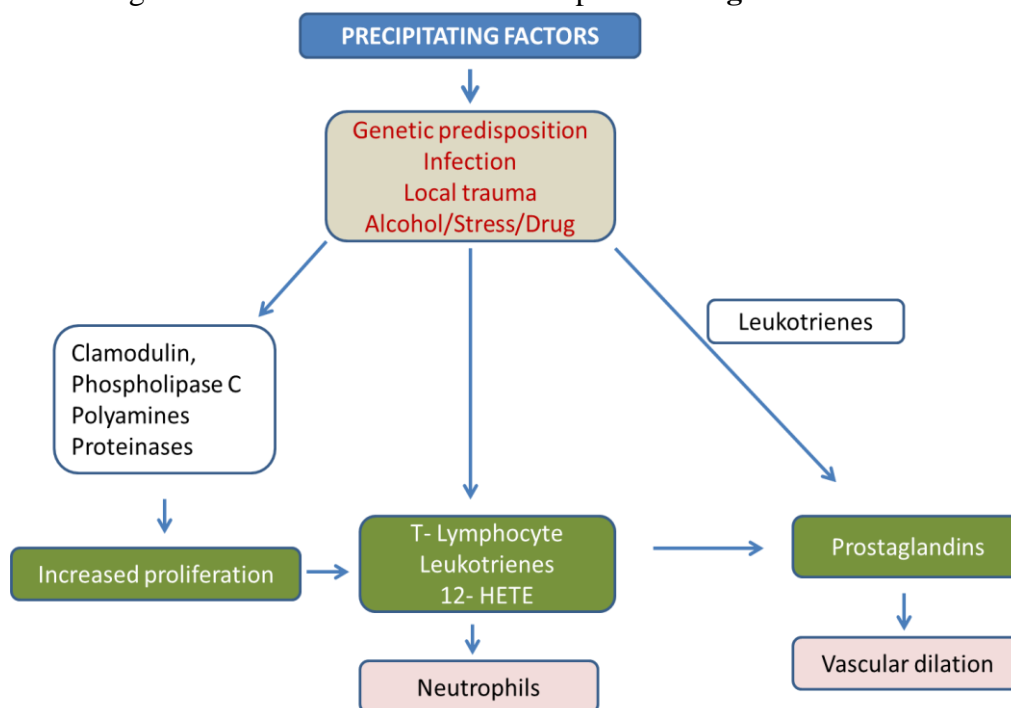 PRECIPITATING FACTORS
Genetic predisposition
Infection
Local trauma
Alcohol/Stress/Drug
Leukotrienes
Clamodulin,
Phospholipase C
Polyamines
Proteinases
Increased proliferation
T- Lymphocyte
Leukotrienes
12- HETE
Prostaglandins
Neutrophils
Vascular dilation